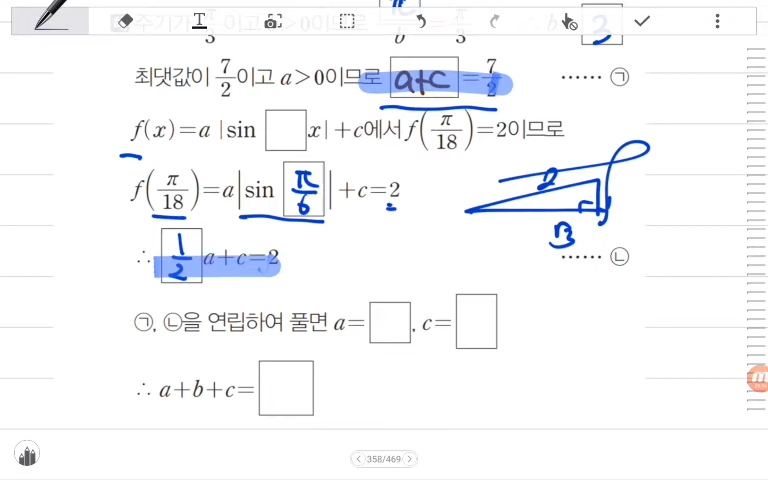 최댓값이 7/2이고 a>0이므로 a+c = 7/2 …… ㉠
f(x)=a |sin □x| +c에서 f(π/18)=2이므로
f(π/18)=a|sin π/6|+c=2
2
∴ 1/2 a+c=2 …… ㉡
㉠, ㉡을 연립하여 풀면 a=□, c=□
∴ a+b+c=□
358/469